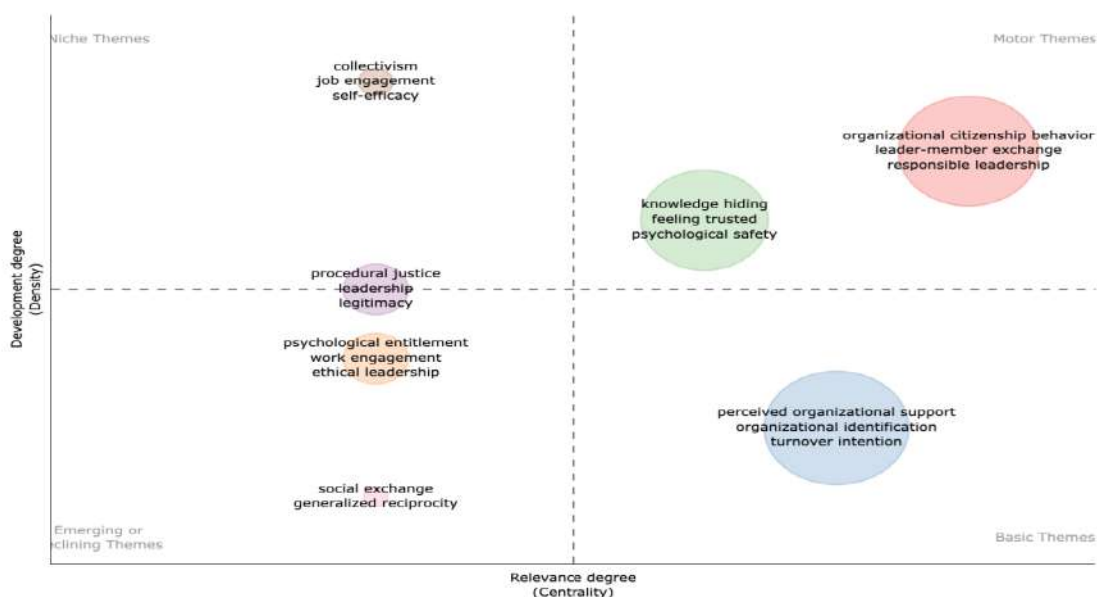 Niche Themes
Motor Themes
collectivism
job engagement
self-efficacy
organizational citizenship behavior
leader-member exchange
responsible leadership
knowledge hiding
feeling trusted
psychological safety
procedural justice
leadership
legitimacy
psychological entitlement
work engagement
ethical leadership
perceived organizational support
organizational identification
turnover intention
social exchange
generalized reciprocity
Emerging or
clining Themes
Basic Themes
Development degree
(Density)
Relevance degree
(Centrality)